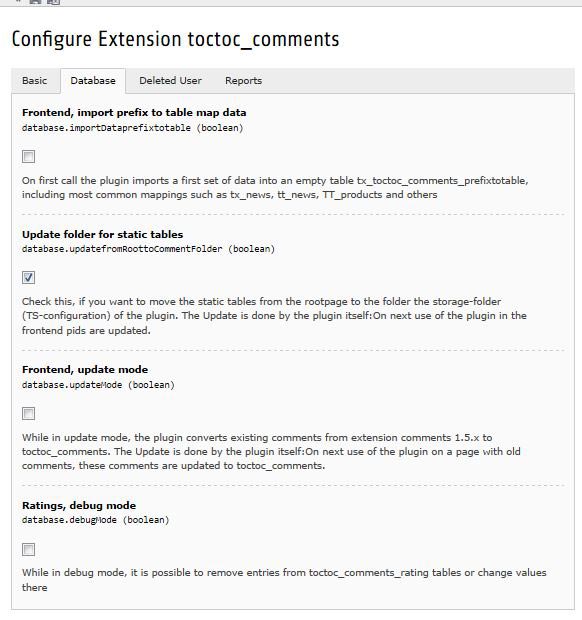 Configure Extension toctoc_comments
Basic Database Deleted User Reports
Frontend, import prefix to table map data
database.importDataprefixtotable (boolean)
On first call the plugin imports a first set of data into an empty table tx_toctoc_comments_prefixtotable,
including most common mappings such as tx_news, tt_news, TT_products and others
Update folder for static tables
database.updatefromRoottoCommentFolder (boolean)
Check this, if you want to move the static tables from the rootpage to the folder the storage-folder
(TS-configuration) of the plugin. The Update is done by the plugin itself:On next use of the plugin in the
frontend pids are updated.
Frontend, update mode
database.updateMode (boolean)
While in update mode, the plugin converts existing comments from extension comments 1.5.x to
toctoc_comments. The Update is done by the plugin itself:On next use of the plugin on a page with old
comments, these comments are updated to toctoc_comments.
Ratings, debug mode
database.debugMode (boolean)
While in debug mode, it is possible to remove entries from toctoc_comments_rating tables or change values
there